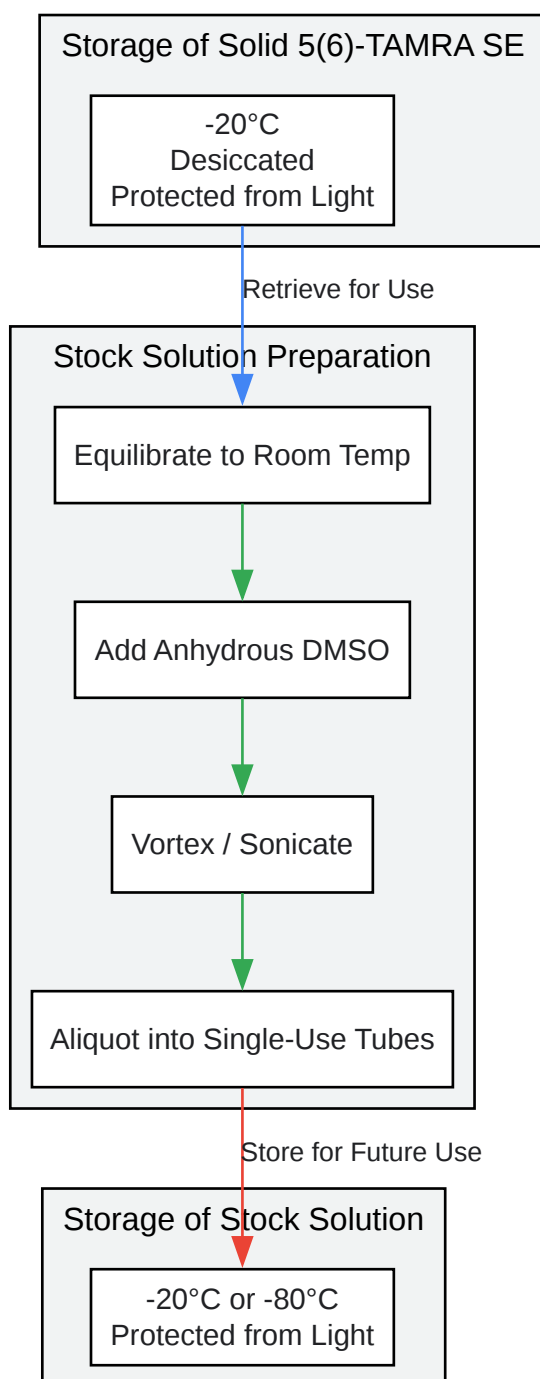 Storage of Solid 5(6)-TAMRA SE
-20°C
Desiccated
Protected from Light
Retrieve for Use
Stock Solution Preparation
Equilibrate to Room Temp
Add Anhydrous DMSO
Vortex / Sonicate
Aliquot into Single-Use Tubes
Store for Future Use
Storage of Stock Solution
-20°C or -80°C
Protected from Light